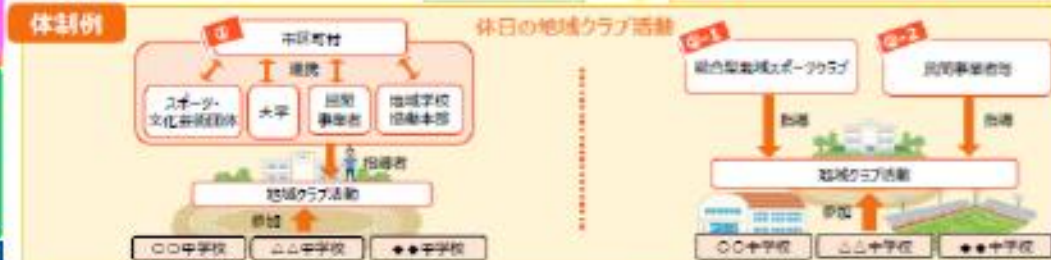 体制例
休日の地域クラブ活動
①
市区町村
連携
スポーツ・
文化芸術団体
大学
民間
事業者
地域学校
協働本部
指導者
地域クラブ活動
参加
○○中学校
△△中学校
◆◆中学校
②-1
総合型地域スポーツクラブ
②-2
民間事業者等
指導
指導
地域クラブ活動
参加
○○中学校
△△中学校
◆◆中学校